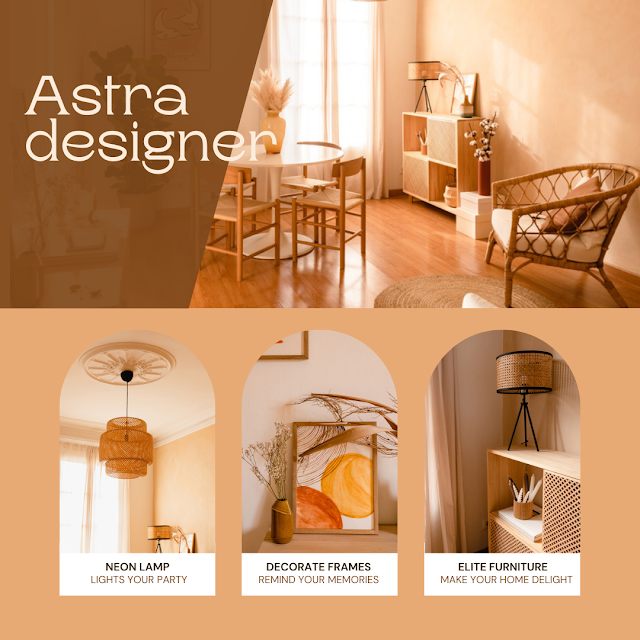 Astra
designer
NEON LAMP
LIGHTS YOUR PARTY
DECORATE FRAMES
REMIND YOUR MEMORIES
ELITE FURNITURE
MAKE YOUR HOME DELIGHT